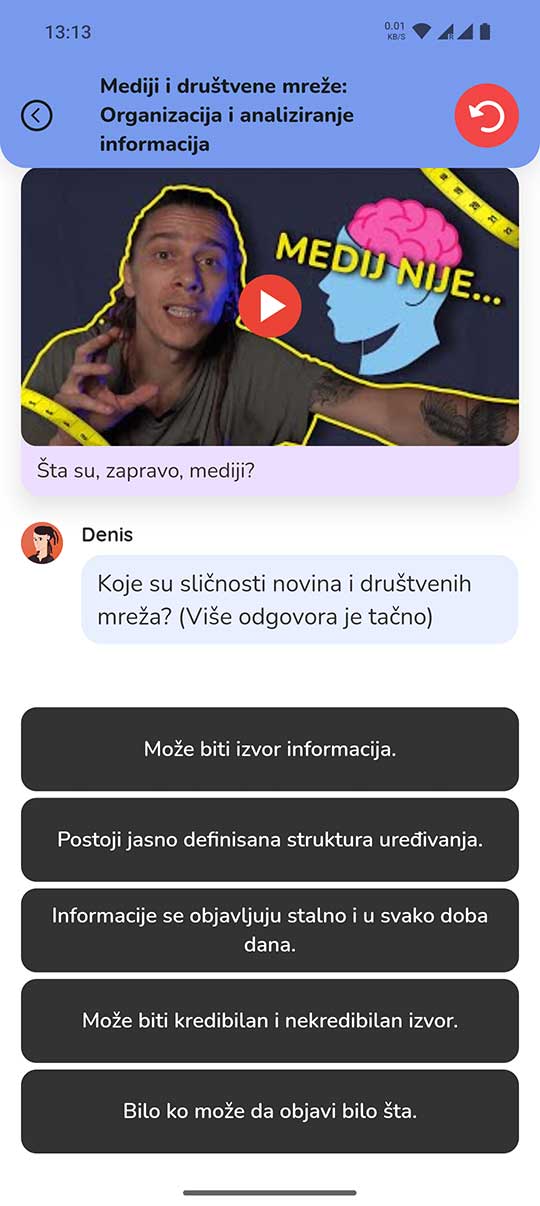 13:13
0.01
KB/S
R
Mediji i društvene mreže:
Organizacija i analiziranje
informacija
MEDIJ NIJE...
Šta su, zapravo, mediji?
Denis
Koje su sličnosti novina i društvenih
mreža? (Više odgovora je tačno)
Može biti izvor informacija.
Postoji jasno definisana struktura uređivanja.
Informacije se objavljuju stalno i u svako doba
dana.
Može biti kredibilan i nekredibilan izvor.
Bilo ko može da objavi bilo šta.